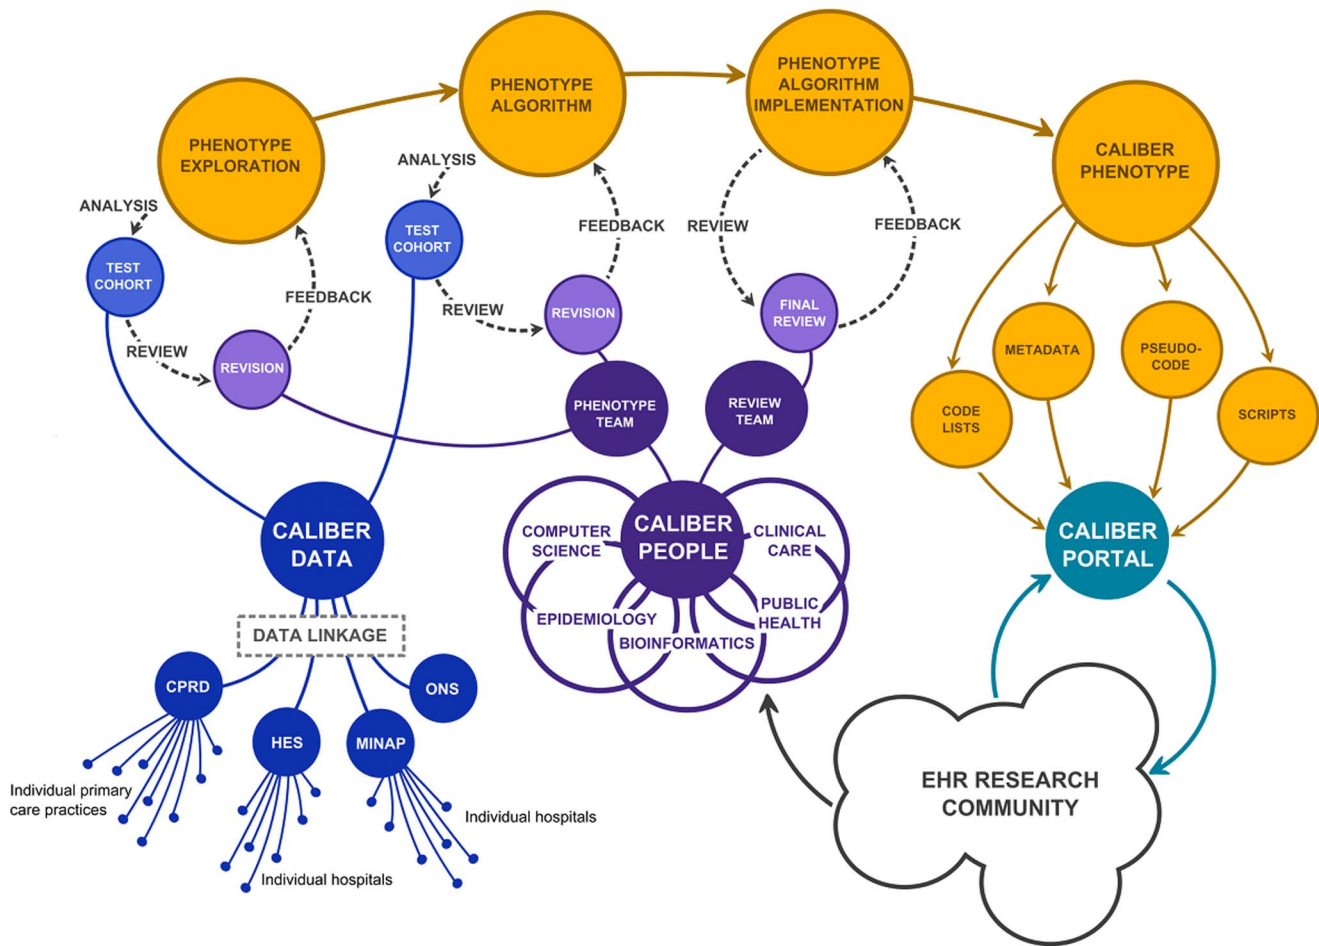 PHENOTYPE
EXPLORATION
PHENOTYPE
ALGORITHM
PHENOTYPE
ALGORITHM
IMPLEMENTATION
CALIBER
PHENOTYPE
ANALYSIS
TEST
COHORT
REVIEW
REVISION
FEEDBACK
ANALYSIS
TEST
COHORT
REVIEW
REVISION
FEEDBACK
REVIEW
FINAL
REVIEW
FEEDBACK
CODE
LISTS
METADATA
PSEUDO-
CODE
SCRIPTS
PHENOTYPE
TEAM
REVIEW
TEAM
CALIBER
DATA
CALIBER
PEOPLE
CALIBER
PORTAL
COMPUTER
SCIENCE
CLINICAL
CARE
EPIDEMIOLOGY
BIOINFORMATICS
PUBLIC
HEALTH
DATA LINKAGE
CPRD
HES
MINAP
ONS
Individual primary
care practices
Individual hospitals
Individual hospitals
EHR RESEARCH
COMMUNITY